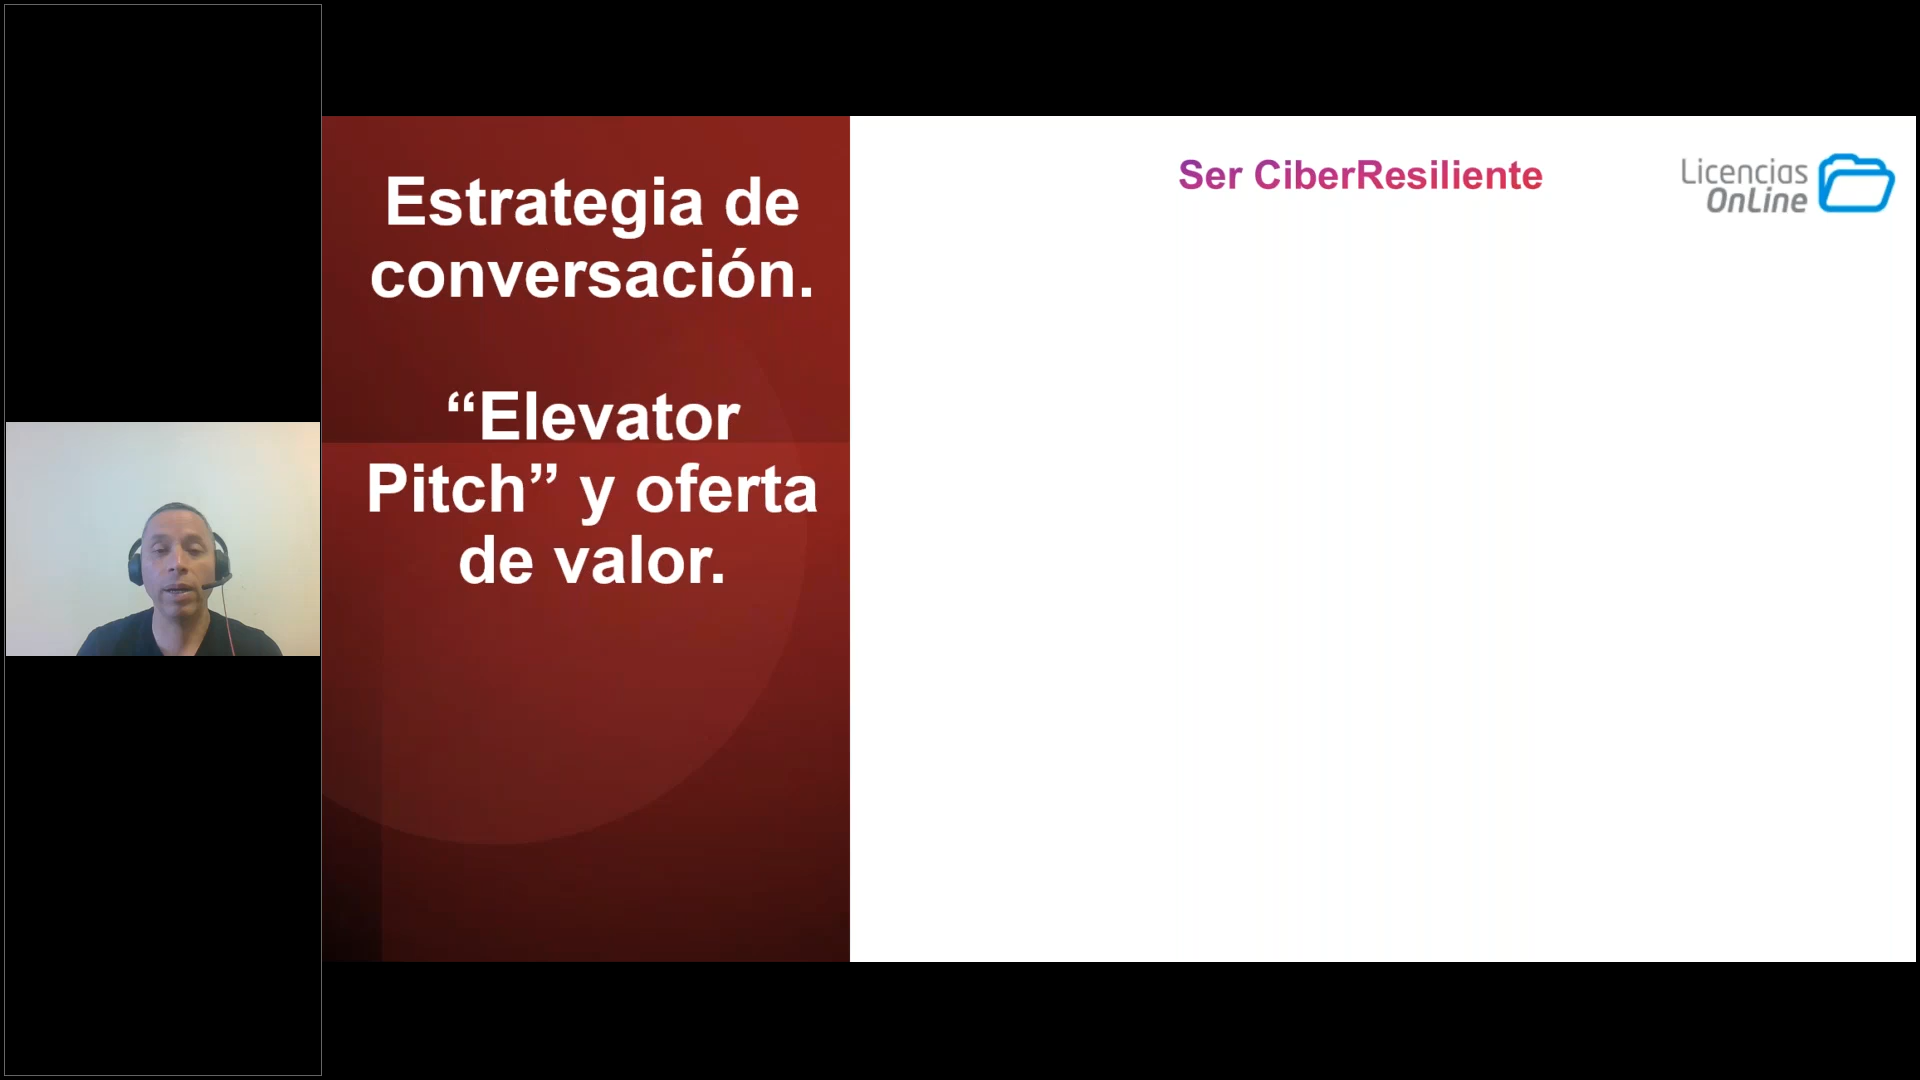 Estrategia de
conversación.
“Elevator
Pitch” y oferta
de valor.
Ser CiberResiliente
Licencias
OnLine